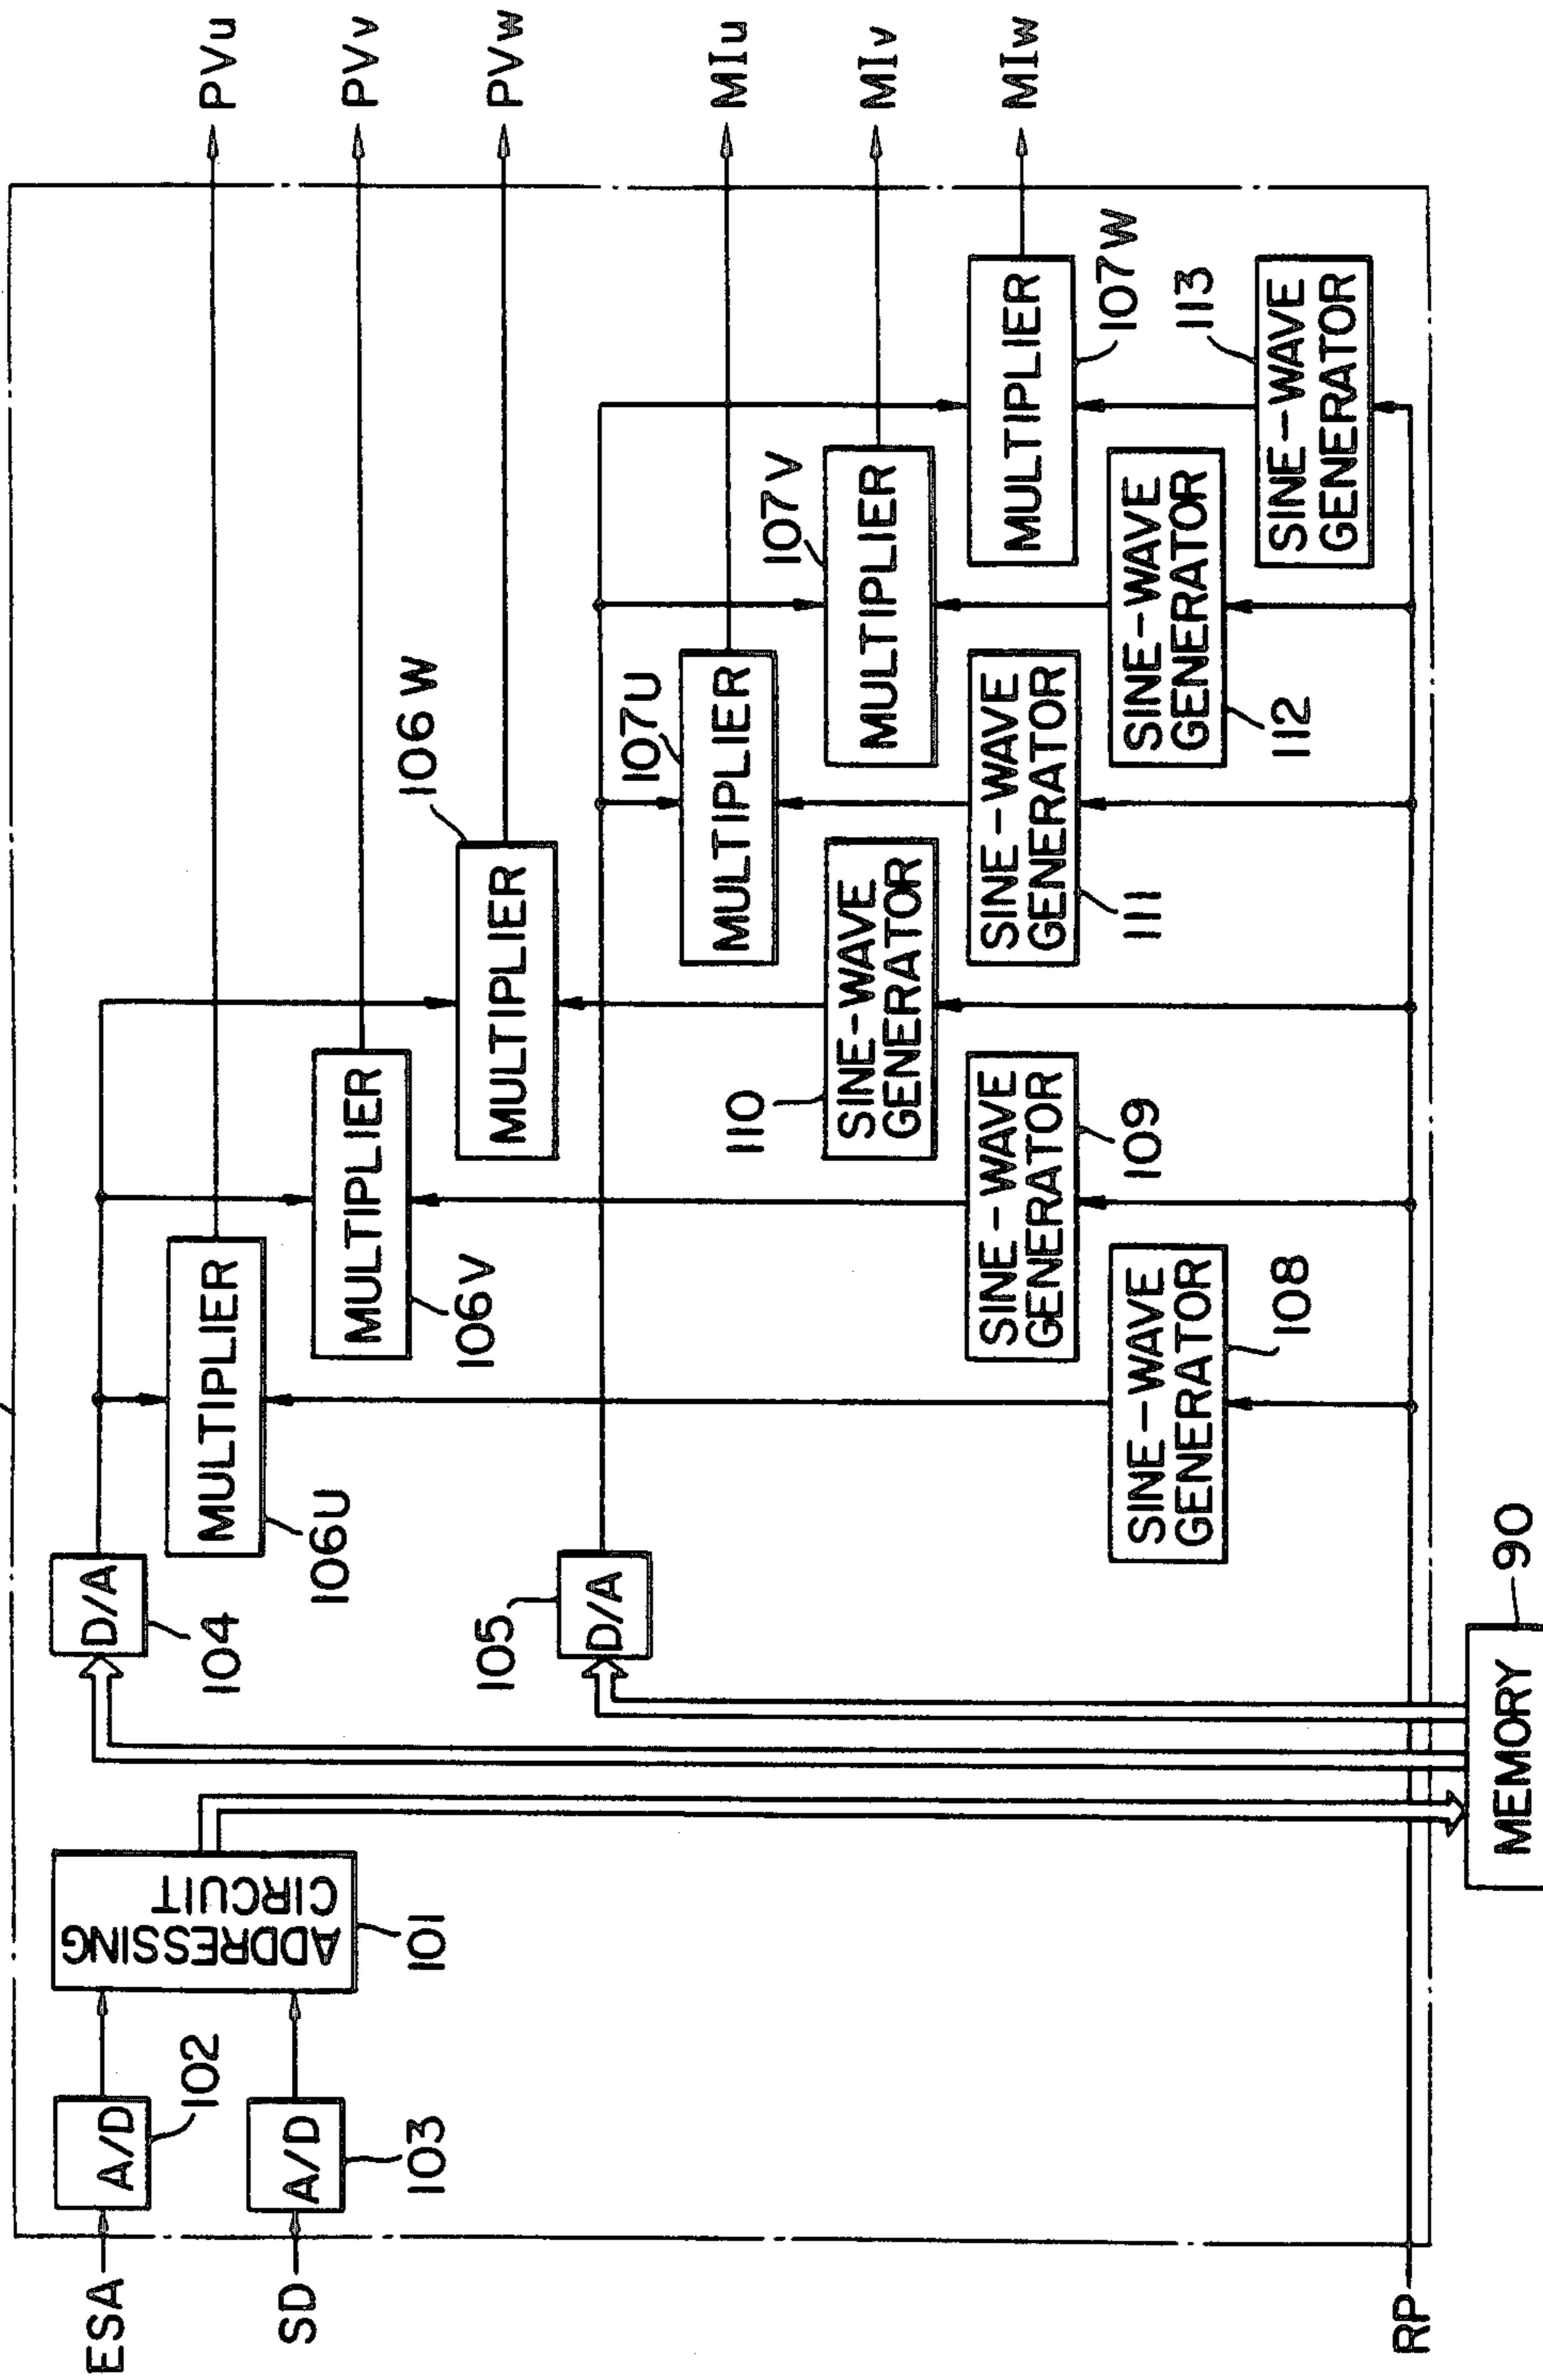 ESA
A/D
102
SD
A/D
103
ADDRESSING
CIRCUIT
101
D/A
104
D/A
105
MULTIPLIER
106U
MULTIPLIER
106V
MULTIPLIER
106W
MULTIPLIER
107U
MULTIPLIER
107V
MULTIPLIER
107W
SINE-WAVE
GENERATOR
108
SINE-WAVE
GENERATOR
109
SINE-WAVE
GENERATOR
110
SINE-WAVE
GENERATOR
111
SINE-WAVE
GENERATOR
112
SINE-WAVE
GENERATOR
113
PVu
PVv
PVw
MIu
MIv
MIw
RP
MEMORY
90